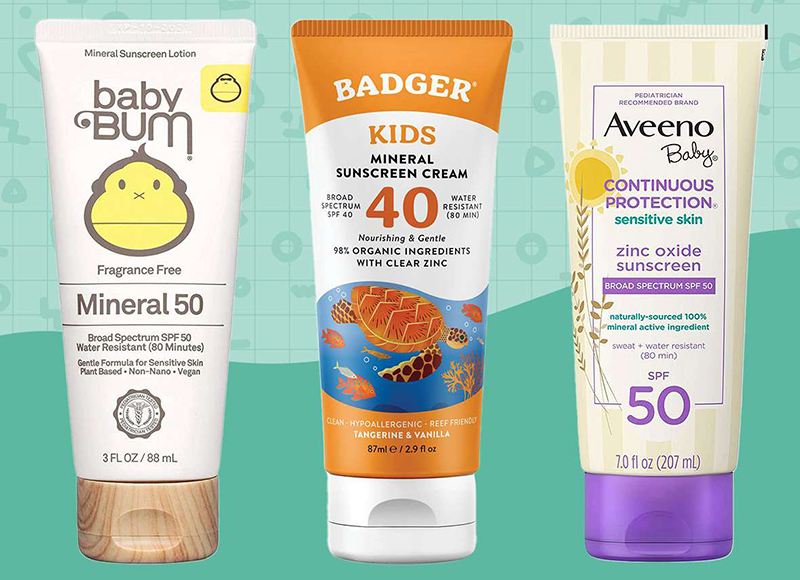 Mineral Sunscreen Lotion
baby
BUM®
Fragrance Free
Mineral 50
Broad Spectrum SPF 50
Water Resistant (80 Minutes)
Gentle Formula for Sensitive Skin
Plant Based • Non-Nano • Vegan
3 FL OZ / 88 mL
BADGER®
KIDS
MINERAL
SUNSCREEN CREAM
BROAD
SPECTRUM
SPF 40
40
WATER
RESISTANT
(80 MIN)
Nourishing & Gentle
98% ORGANIC INGREDIENTS
WITH CLEAR ZINC
CLEAN • HYPOALLERGENIC • REEF FRIENDLY
TANGERINE & VANILLA
87ml e / 2.9 fl oz
PEDIATRICIAN
RECOMMENDED BRAND
Aveeno
Baby®
CONTINUOUS
PROTECTION®
sensitive skin
zinc oxide
sunscreen
BROAD SPECTRUM SPF 50
naturally-sourced 100%
mineral active ingredient
sweat + water resistant
(80 min)
SPF
50
7.0 fl oz (207 mL)